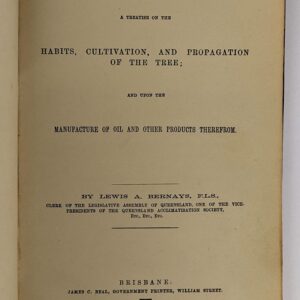 A TREATISE ON THE
HABITS, CULTIVATION, AND PROPAGATION
OF THE TREE;
AND UPON THE
MANUFACTURE OF OIL AND OTHER PRODUCTS THEREFROM.
BY LEWIS A. BERNAYS, F.L.S.,
CLERK OF THE LEGISLATIVE ASSEMBLY OF QUEENSLAND, ONE OF THE VICE-
PRESIDENTS OF THE QUEENSLAND ACCLIMATISATION SOCIETY,
ETC., ETC., ETC.
BRISBANE:
JAMES C. BEAL, GOVERNMENT PRINTER, WILLIAM STREET.